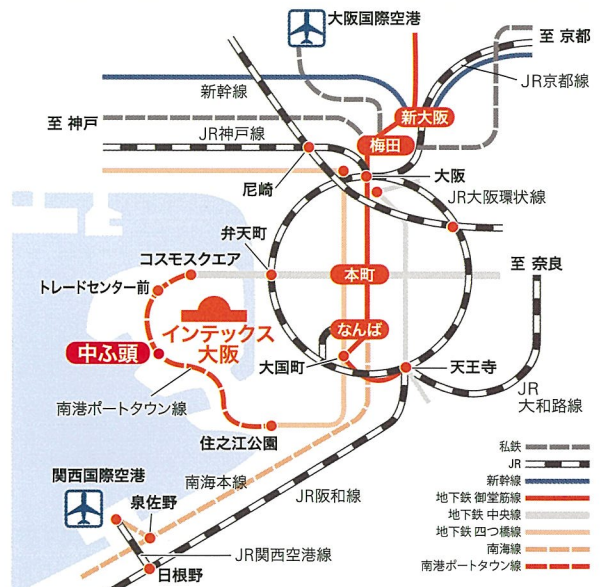 大阪国際空港
至 京都
新幹線
JR京都線
至 神戸
新大阪
JR神戸線
梅田
尼崎
大阪
JR大阪環状線
弁天町
コスモスクエア
至 奈良
トレードセンター前
本町
インテックス
大阪
なんば
中ふ頭
大国町
天王寺
JR
大和路線
南港ポートタウン線
住之江公園
関西国際空港
南海本線
泉佐野
JR阪和線
JR関西空港線
日根野
私鉄
JR
新幹線
地下鉄 御堂筋線
地下鉄 中央線
地下鉄 四つ橋線
南海線
南港ポートタウン線